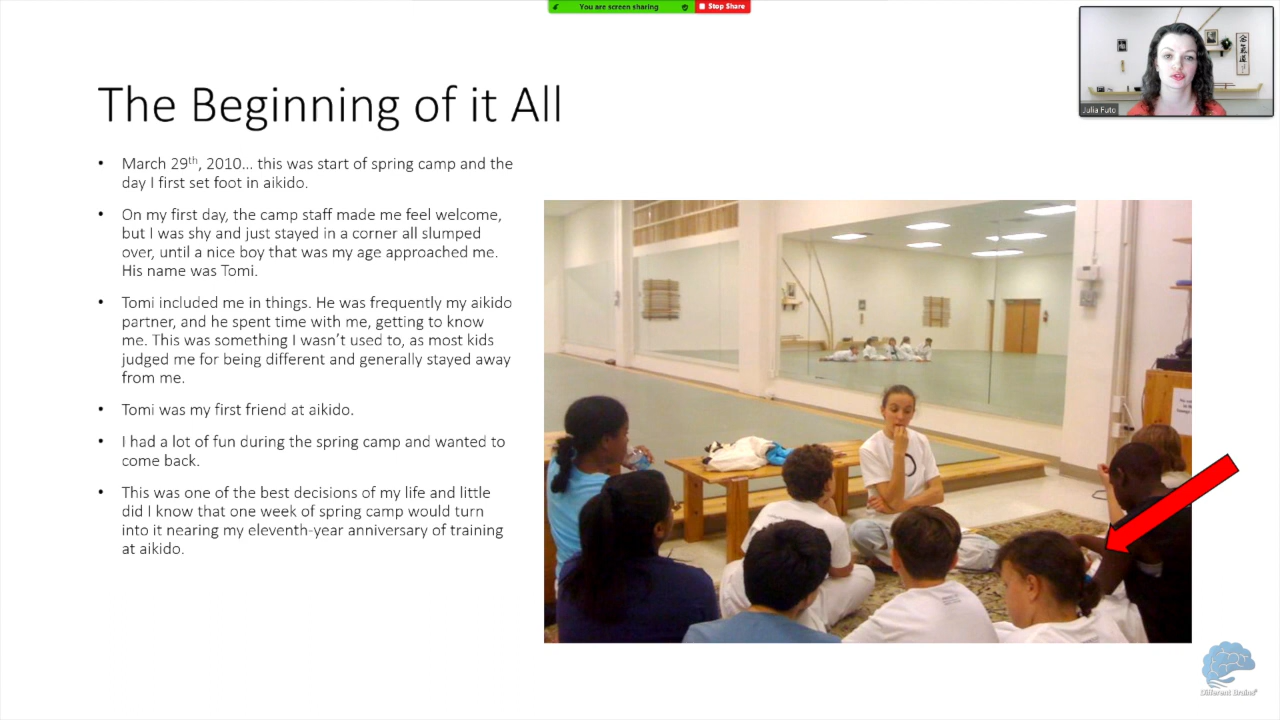 You are screen sharing
Stop Share
Julia Futo
The Beginning of it All
• March 29th, 2010... this was start of spring camp and the
day I first set foot in aikido.
• On my first day, the camp staff made me feel welcome,
but I was shy and just stayed in a corner all slumped
over, until a nice boy that was my age approached me.
His name was Tomi.
• Tomi included me in things. He was frequently my aikido
partner, and he spent time with me, getting to know
me. This was something I wasn't used to, as most kids
judged me for being different and generally stayed away
from me.
• Tomi was my first friend at aikido.
• I had a lot of fun during the spring camp and wanted to
come back.
• This was one of the best decisions of my life and little
did I know that one week of spring camp would turn
into it nearing my eleventh-year anniversary of training
at aikido.
Different Brains®